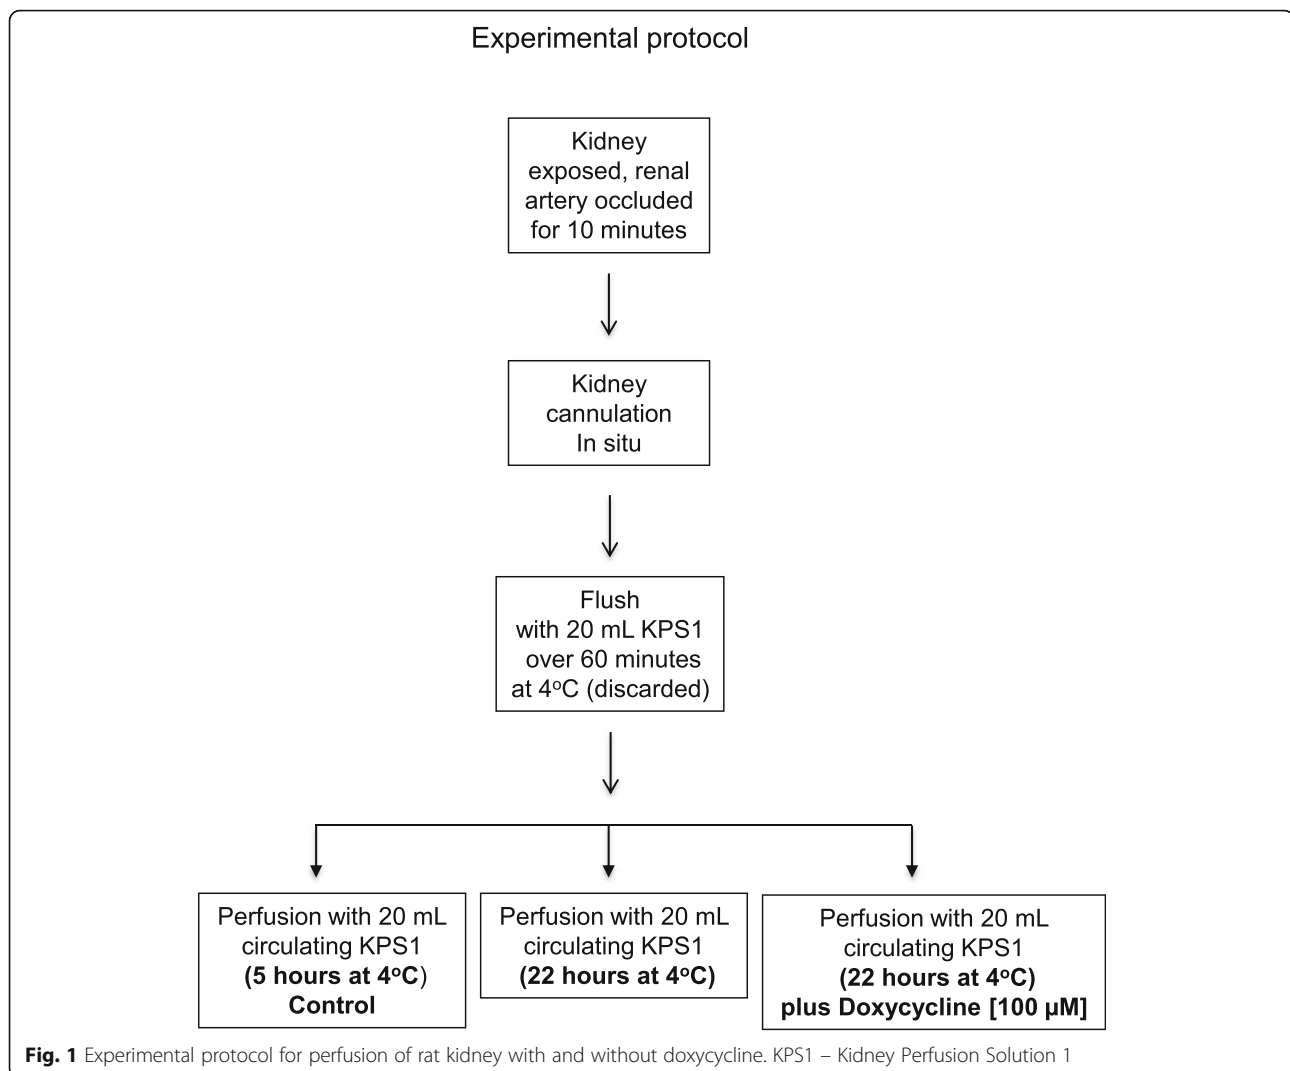 Experimental protocol
Kidney
exposed, renal
artery occluded
for 10 minutes
Kidney
cannulation
In situ
Flush
with 20 mL KPS1
over 60 minutes
at 4°C (discarded)
Perfusion with 20 mL
circulating KPS1
(5 hours at 4°C)
Control
Perfusion with 20 mL
circulating KPS1
(22 hours at 4°C)
Perfusion with 20 mL
circulating KPS1
(22 hours at 4°C)
plus Doxycycline [100 µM]
Fig. 1 Experimental protocol for perfusion of rat kidney with and without doxycycline. KPS1 – Kidney Perfusion Solution 1